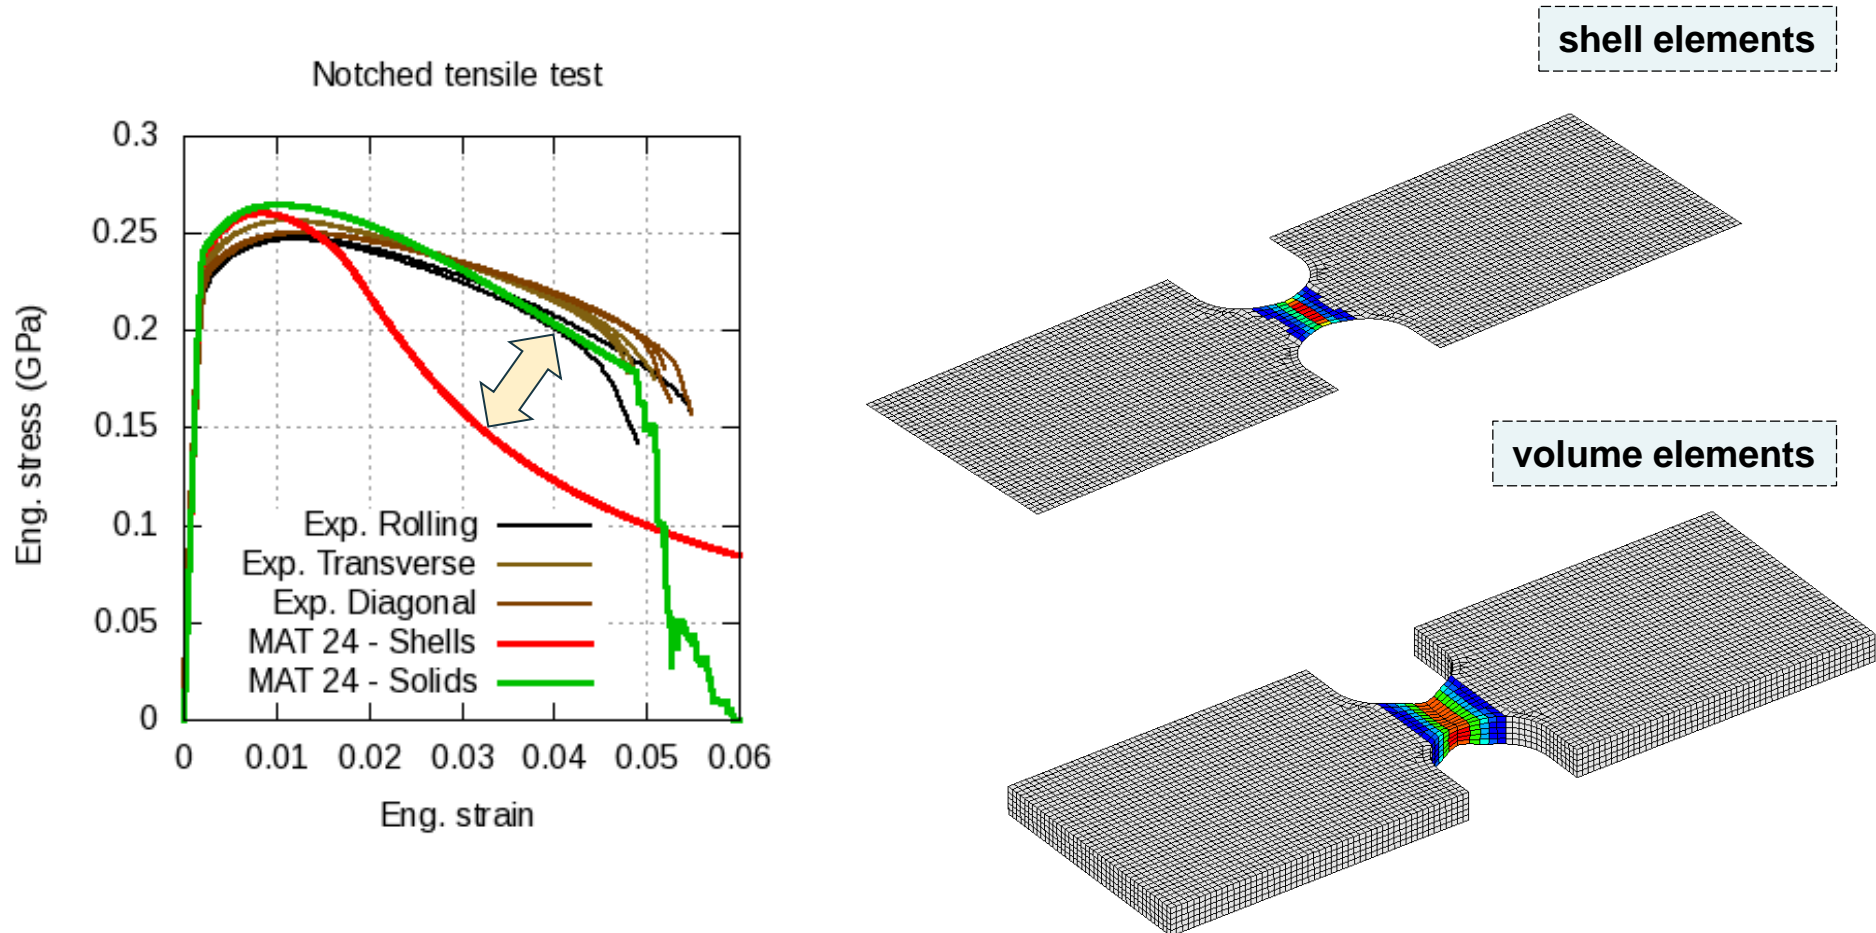 shell elements
Notched tensile test
0.3
0.25
0.2
0.15
0.1
0.05
0
Eng. stress (GPa)
Exp. Rolling
Exp. Transverse
Exp. Diagonal
MAT 24 - Shells
MAT 24 - Solids
0 0.01 0.02 0.03 0.04 0.05 0.06
Eng. strain
volume elements